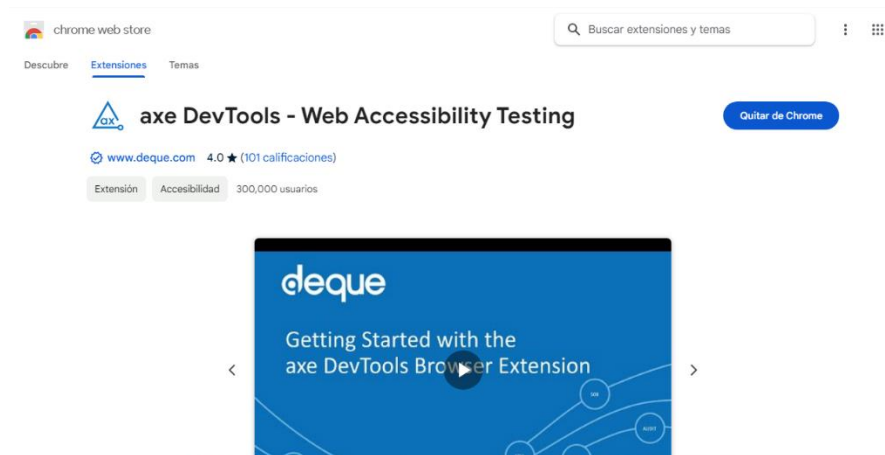 chrome web store
Buscar extensiones y temas
Descubre Extensiones Temas
ax
axe DevTools - Web Accessibility Testing
Quitar de Chrome
www.deque.com 4.0 ★ (101 calificaciones)
Extensión Accesibilidad 300,000 usuarios
deque
Getting Started with the
axe DevTools Browser Extension
AUDIT